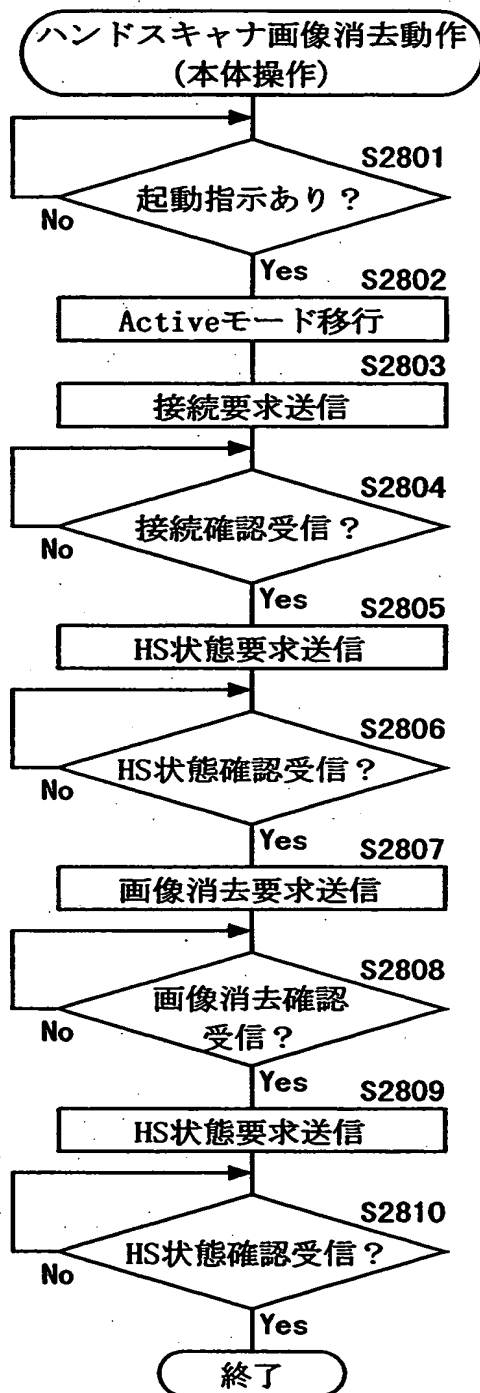 ハンドスキャナ画像消去動作
(本体操作)
S2801
起動指示あり？
No
Yes
S2802
Activeモード移行
S2803
接続要求送信
S2804
接続確認受信？
No
Yes
S2805
HS状態要求送信
S2806
HS状態確認受信？
No
Yes
S2807
画像消去要求送信
S2808
画像消去確認
受信？
No
Yes
S2809
HS状態要求送信
S2810
HS状態確認受信？
No
Yes
終了